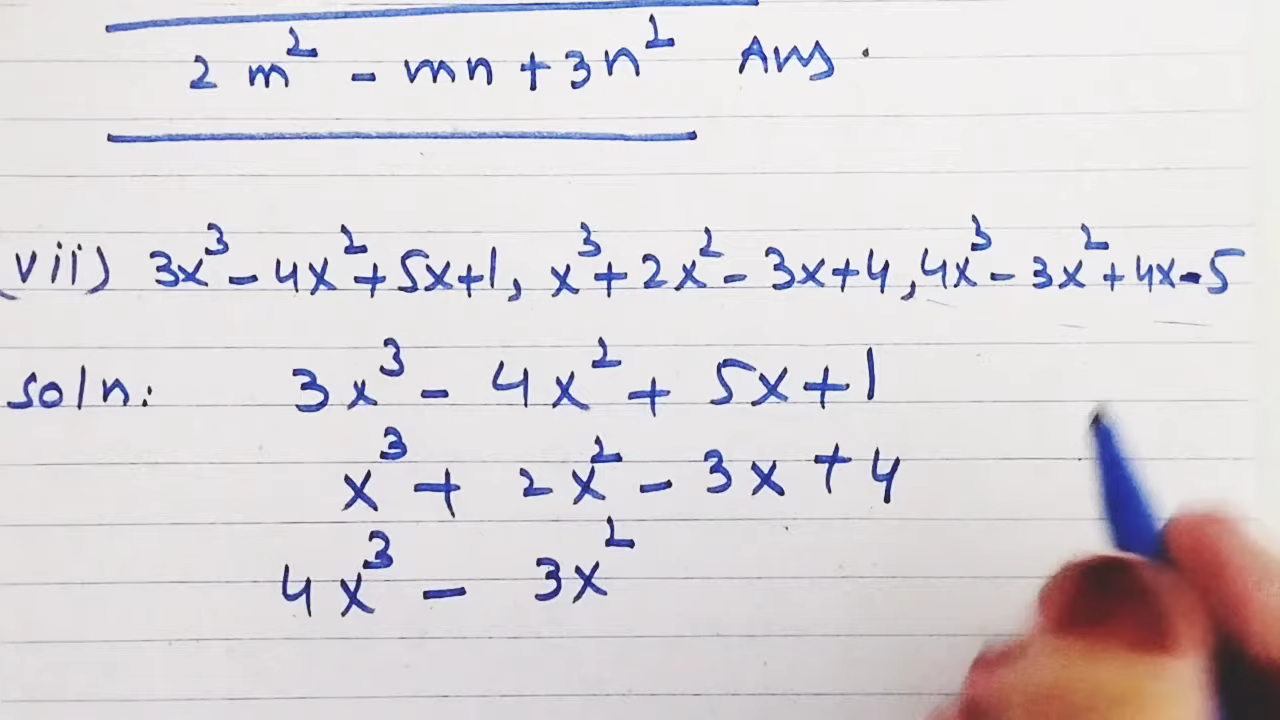 2m² - mn + 3n² Ans.
(vii) 3x³ - 4x² + 5x + 1, x³ + 2x² - 3x + 4, 4x³ - 3x² + 4x - 5
soln: 3x³ - 4x² + 5x + 1
x³ + 2x² - 3x + 4
4x³ - 3x²